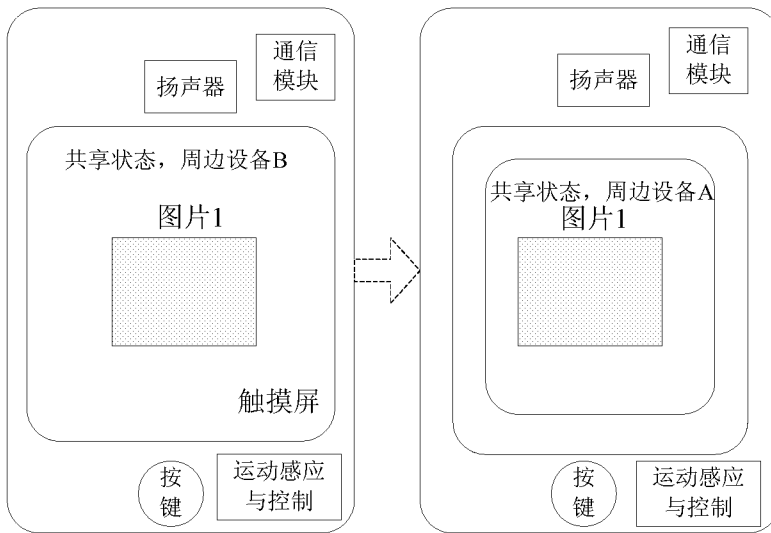 通信
模块
扬声器
共享状态，周边设备B
图片1
触摸屏
按
键
运动感应
与控制
通信
模块
扬声器
共享状态，周边设备A
图片1
按
键
运动感应
与控制